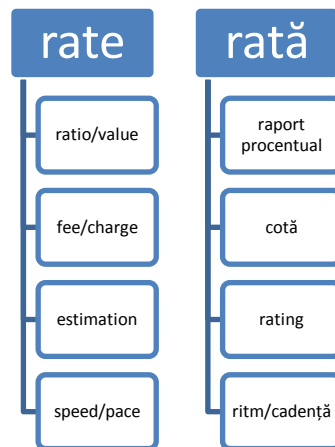 rate
ratio/value
fee/charge
estimation
speed/pace
rată
raport
procentual
cotă
rating
ritm/cadență